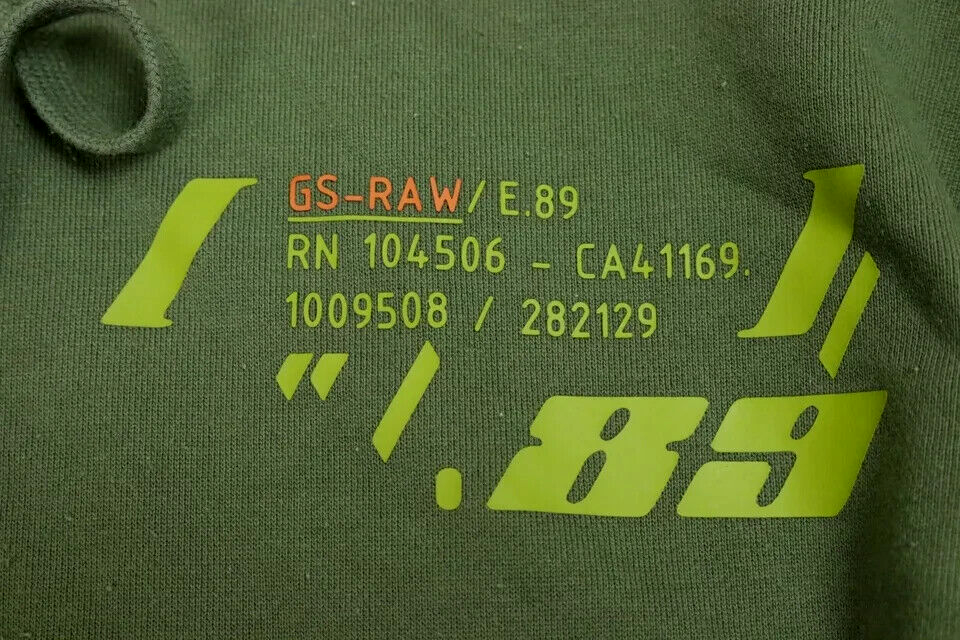 GS-RAW/E.89
RN 104506 - CA41169.
1009508 / 282129
.89